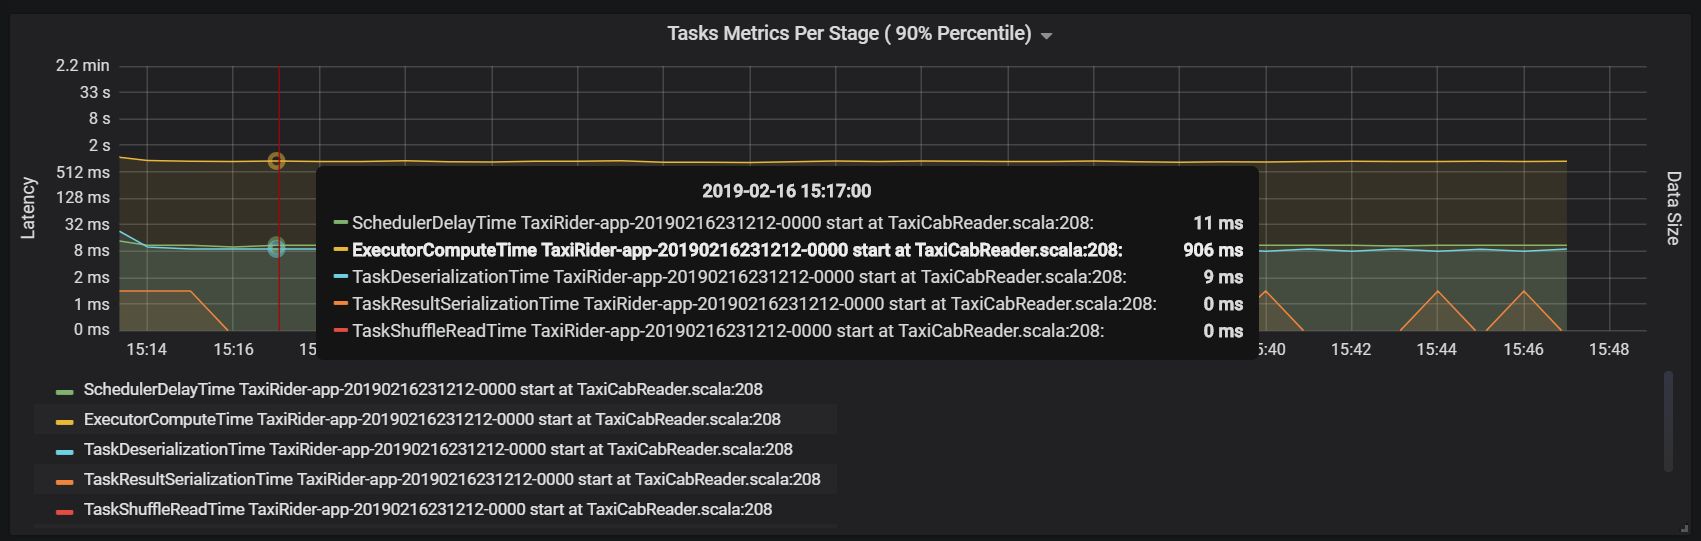 Tasks Metrics Per Stage ( 90% Percentile)
2.2 min
33 s
8 s
2 s
512 ms
128 ms
32 ms
8 ms
2 ms
1 ms
0 ms
Latency
Data Size
2019-02-16 15:17:00
SchedulerDelayTime TaxiRider-app-20190216231212-0000 start at TaxiCabReader.scala:208: 11 ms
ExecutorComputeTime TaxiRider-app-20190216231212-0000 start at TaxiCabReader.scala:208: 906 ms
TaskDeserializationTime TaxiRider-app-20190216231212-0000 start at TaxiCabReader.scala:208: 9 ms
TaskResultSerializationTime TaxiRider-app-20190216231212-0000 start at TaxiCabReader.scala:208: 0 ms
TaskShuffleReadTime TaxiRider-app-20190216231212-0000 start at TaxiCabReader.scala:208: 0 ms
15:14 15:16 15 :40 15:42 15:44 15:46 15:48
SchedulerDelayTime TaxiRider-app-20190216231212-0000 start at TaxiCabReader.scala:208
ExecutorComputeTime TaxiRider-app-20190216231212-0000 start at TaxiCabReader.scala:208
TaskDeserializationTime TaxiRider-app-20190216231212-0000 start at TaxiCabReader.scala:208
TaskResultSerializationTime TaxiRider-app-20190216231212-0000 start at TaxiCabReader.scala:208
TaskShuffleReadTime TaxiRider-app-20190216231212-0000 start at TaxiCabReader.scala:208